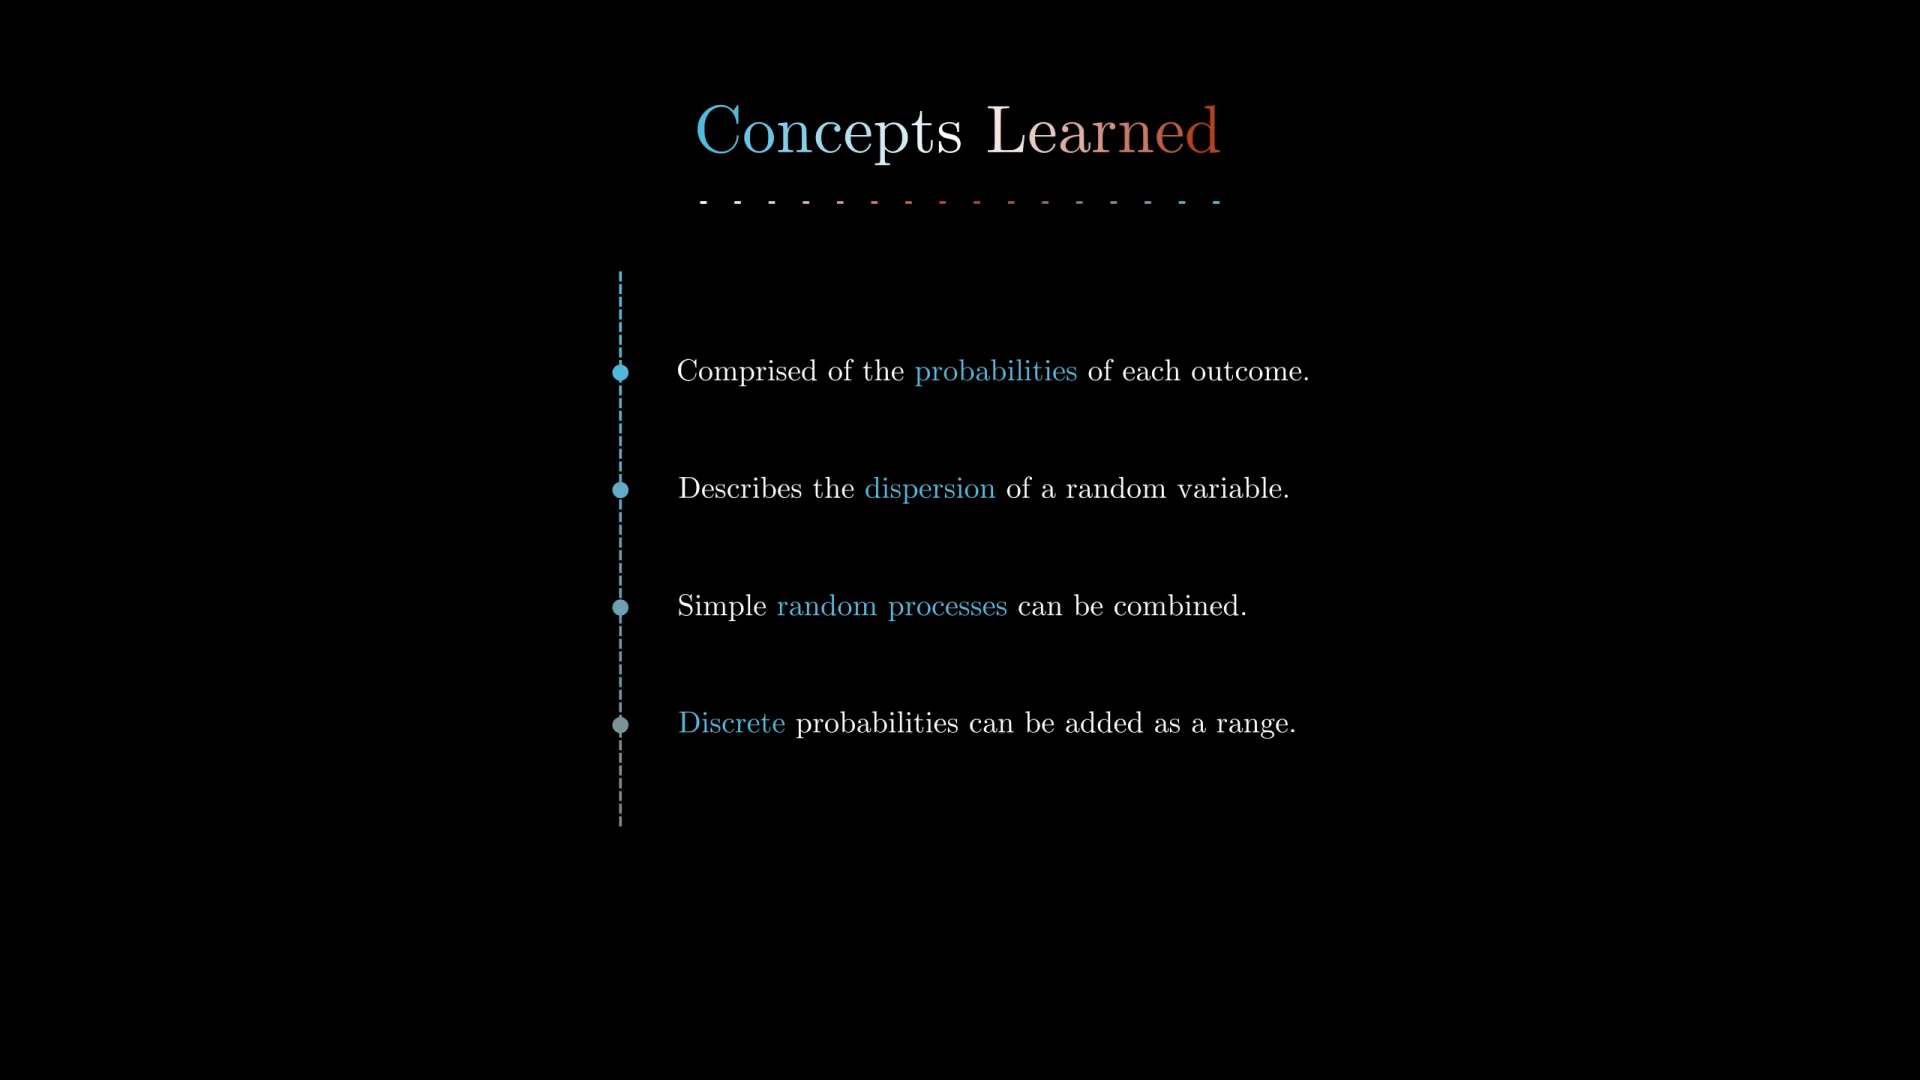 Concepts Learned
Comprised of the probabilities of each outcome.
Describes the dispersion of a random variable.
Simple random processes can be combined.
Discrete probabilities can be added as a range.